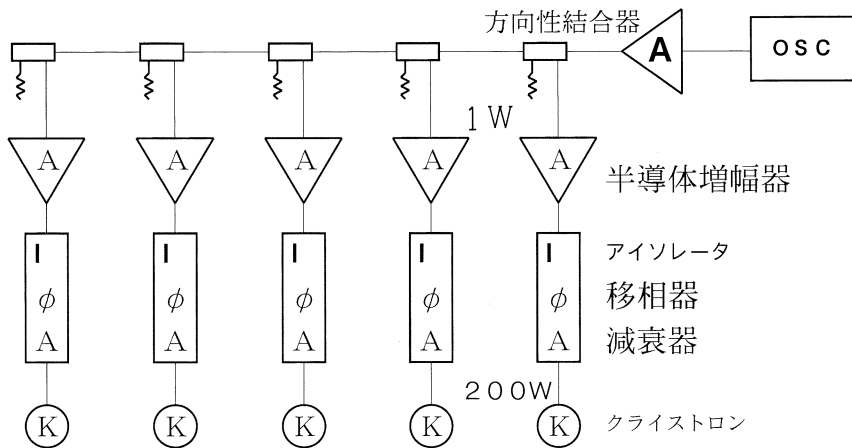 方向性結合器
A
OSC
1W
A A A A A 半導体増幅器
I I I I I アイソレータ
φ φ φ φ φ 移相器
A A A A A 減衰器
200W
K K K K K クライストロン